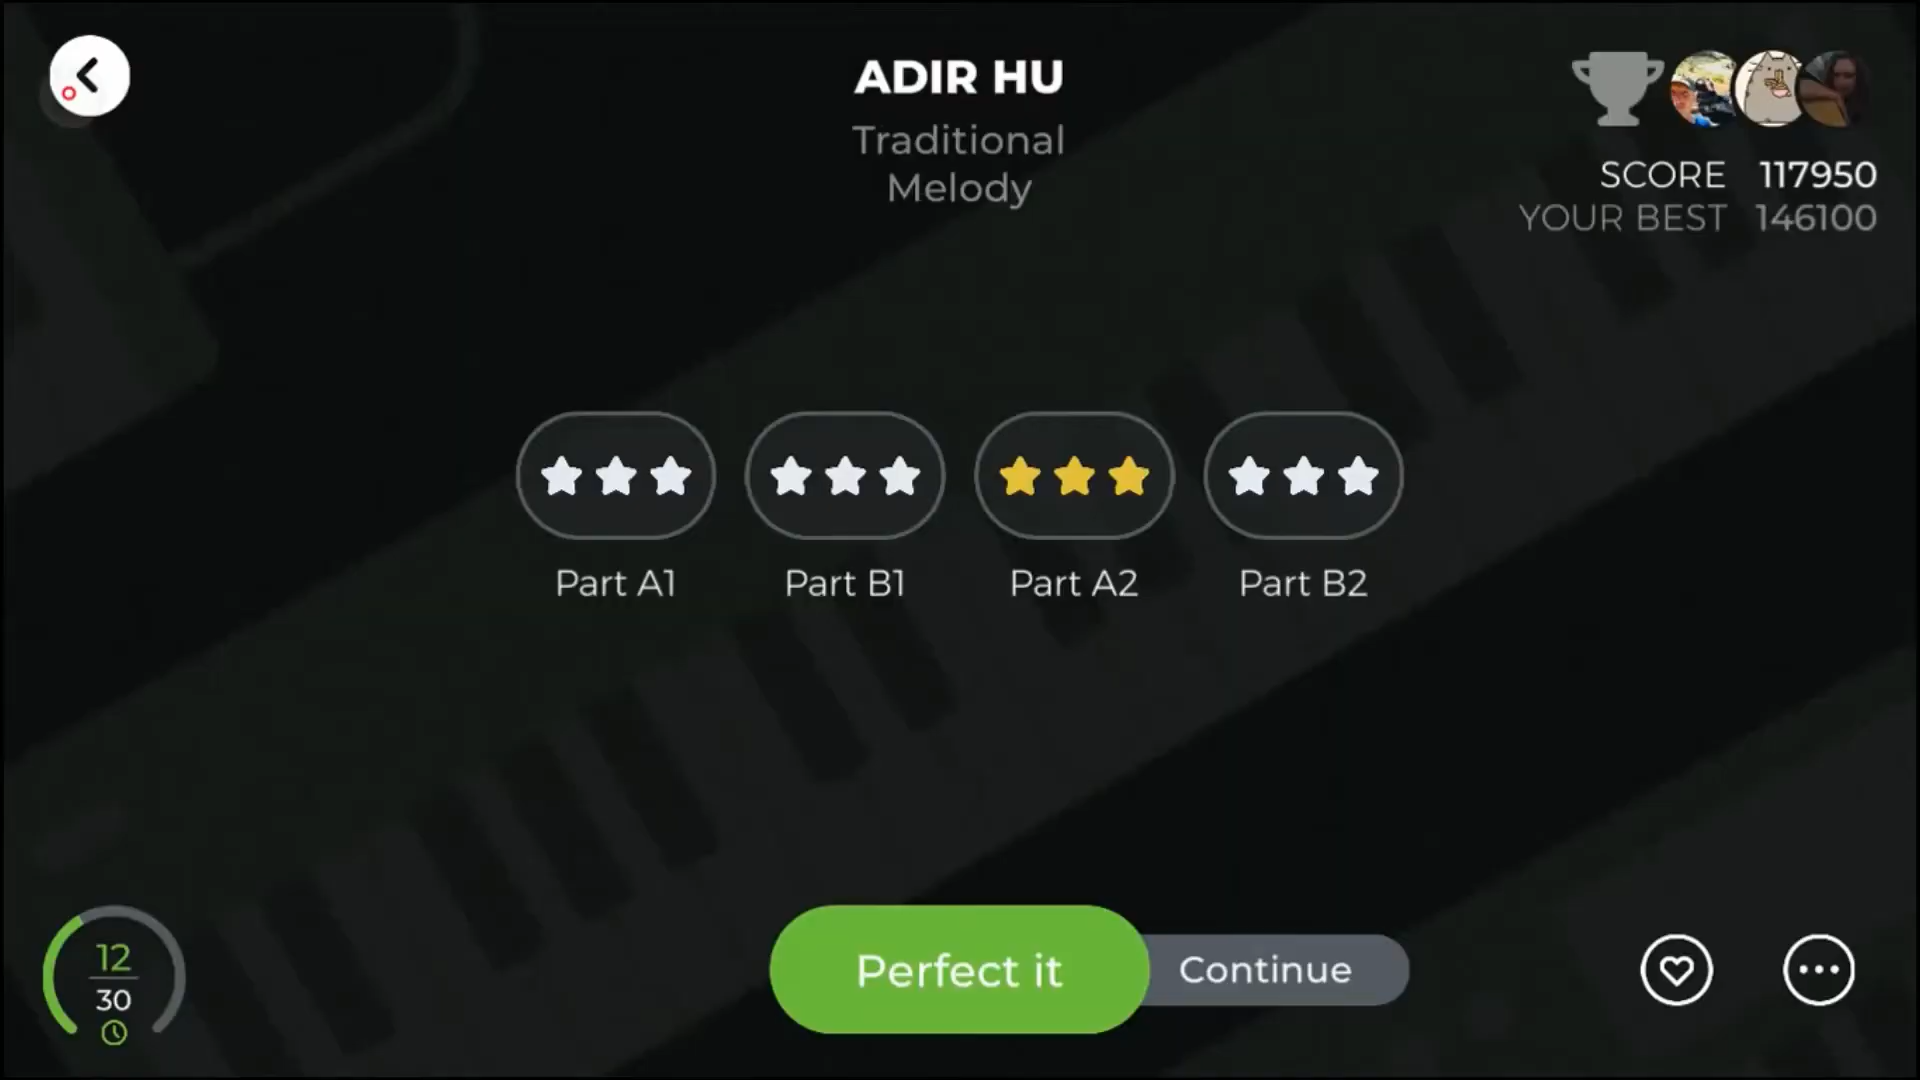 ADIR HU
Traditional
Melody
SCORE 117950
YOUR BEST 146100
Part A1
Part B1
Part A2
Part B2
12
30
Perfect it
Continue